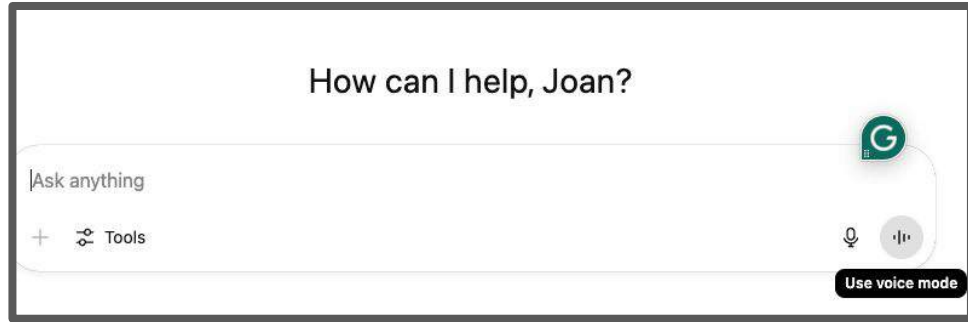 How can I help, Joan?
G
Ask anything
Tools
Use voice mode